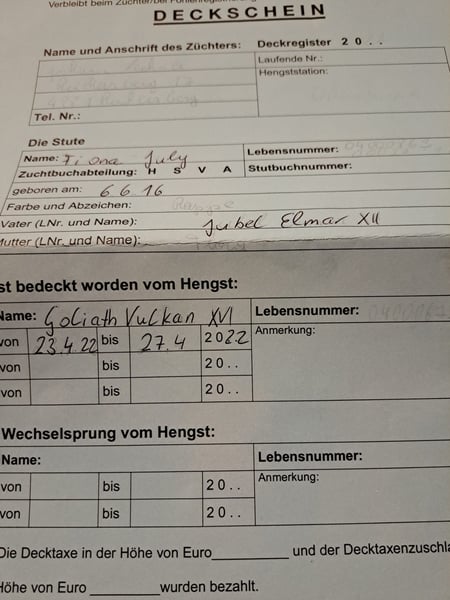 Verbleibt beim Züchter/bei
DECKSCHEIN
Name und Anschrift des Züchters: Deckregister 20..
Laufende Nr.:
Hengststation:
Tel. Nr.:
Die Stute
Name: Fiona July Lebensnummer:
Zuchtbuchabteilung: H S V A Stutbuchnummer:
geboren am: 6.6.16
Farbe und Abzeichen: Rappe
Vater (LNr. und Name): Jubel Elmar XII
Mutter (LNr. und Name):
st bedeckt worden vom Hengst:
Name: Goliath Vulkan XVI Lebensnummer:
von 23.4.22 bis 27.4 2022 Anmerkung:
von bis 20..
von bis 20..
Wechselsprung vom Hengst:
Name: Lebensnummer:
von bis 20.. Anmerkung:
von bis 20..
Die Decktaxe in der Höhe von Euro__________ und der Decktaxenzuschla
Höhe von Euro _________ wurden bezahlt.